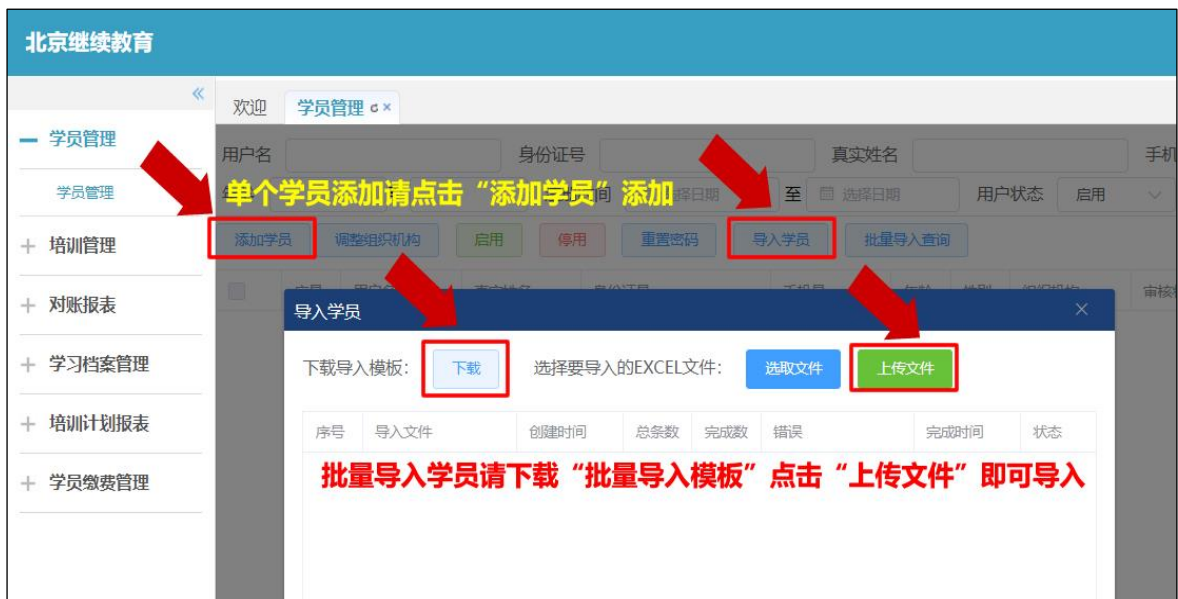 北京继续教育
«
欢迎 学员管理 ×
学员管理
用户名 身份证号 真实姓名 手机
学员管理
单个学员添加请点击“添加学员”添加
间 择日期 至 选择日期 用户状态 启用
添加学员 调整组织机构 启用 停用 重置密码 导入学员 批量导入查询
培训管理
对账报表
学习档案管理
培训计划报表
学员缴费管理
导入学员 ×
下载导入模板: 下载 选择要导入的EXCEL文件: 选取文件 上传文件
序号 导入文件 创建时间 总条数 完成数 错误 完成时间 状态
批量导入学员请下载“批量导入模板”点击“上传文件”即可导入